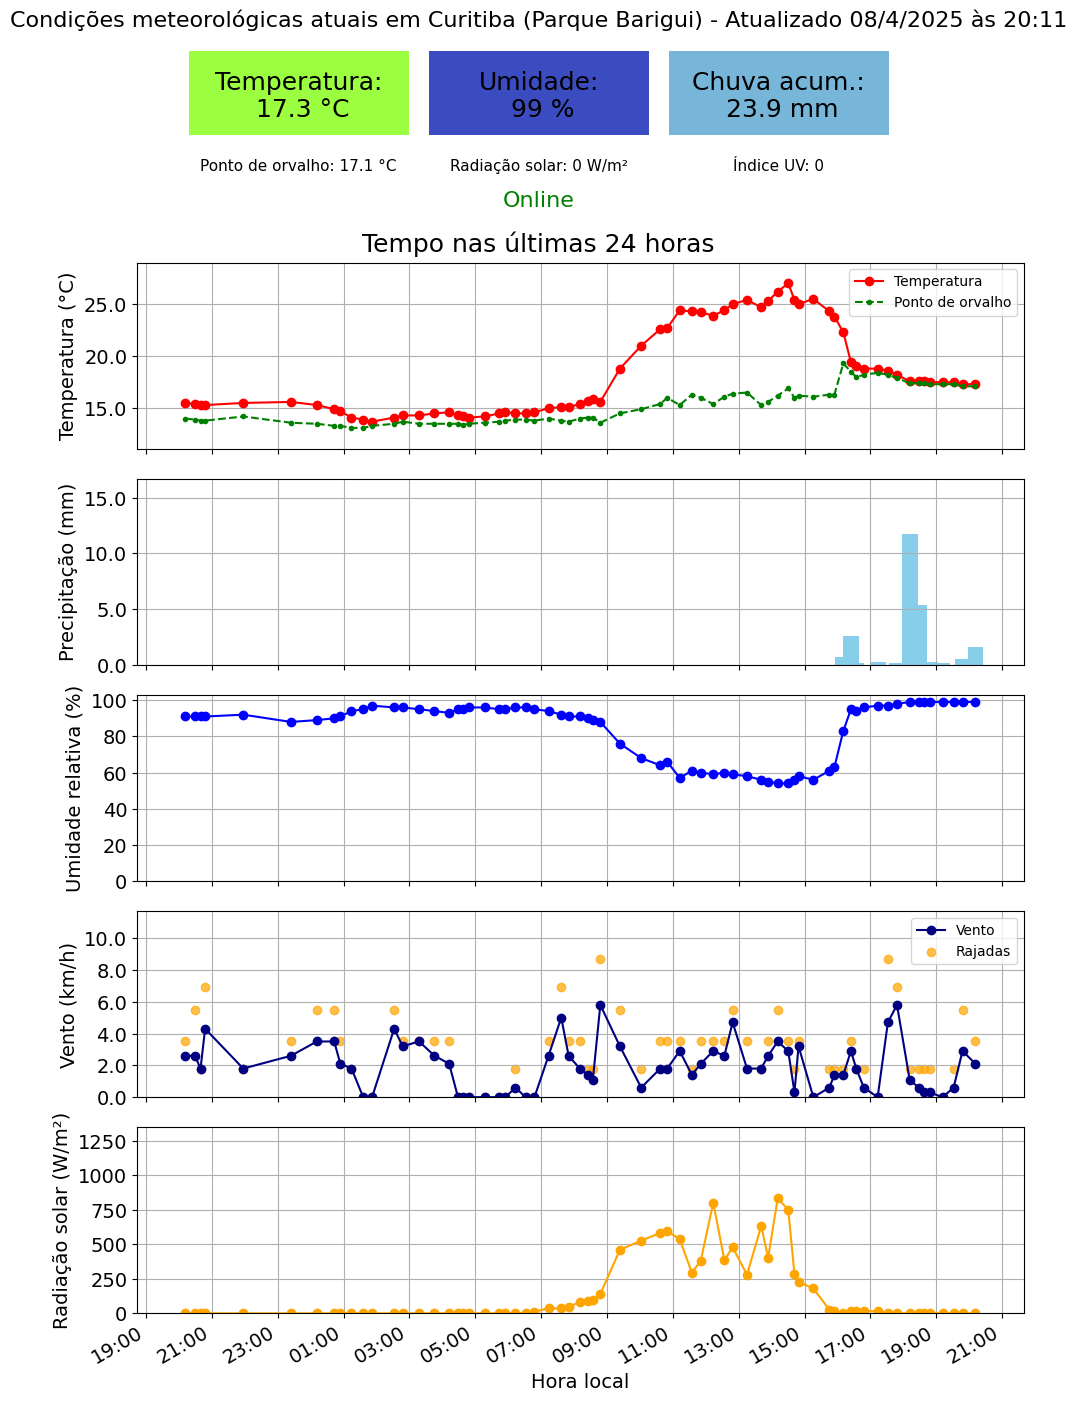 Condições meteorológicas atuais em Curitiba (Parque Barigui) - Atualizado 08/4/2025 às 20:11
Temperatura:
17.3 °C
Umidade:
99 %
Chuva acum.:
23.9 mm
Ponto de orvalho: 17.1 °C
Radiação solar: 0 W/m²
Índice UV: 0
Online
Tempo nas últimas 24 horas
Temperatura (°C)
25.0
20.0
15.0
Temperatura
Ponto de orvalho
Precipitação (mm)
15.0
10.0
5.0
0.0
Umidade relativa (%)
100
80
60
40
20
0
Vento (km/h)
10.0
8.0
6.0
4.0
2.0
0.0
Vento
Rajadas
Radiação solar (W/m²)
1250
1000
750
500
250
0
19:00 21:00 23:00 01:00 03:00 05:00 07:00 09:00 11:00 13:00 15:00 17:00 19:00 21:00
Hora local